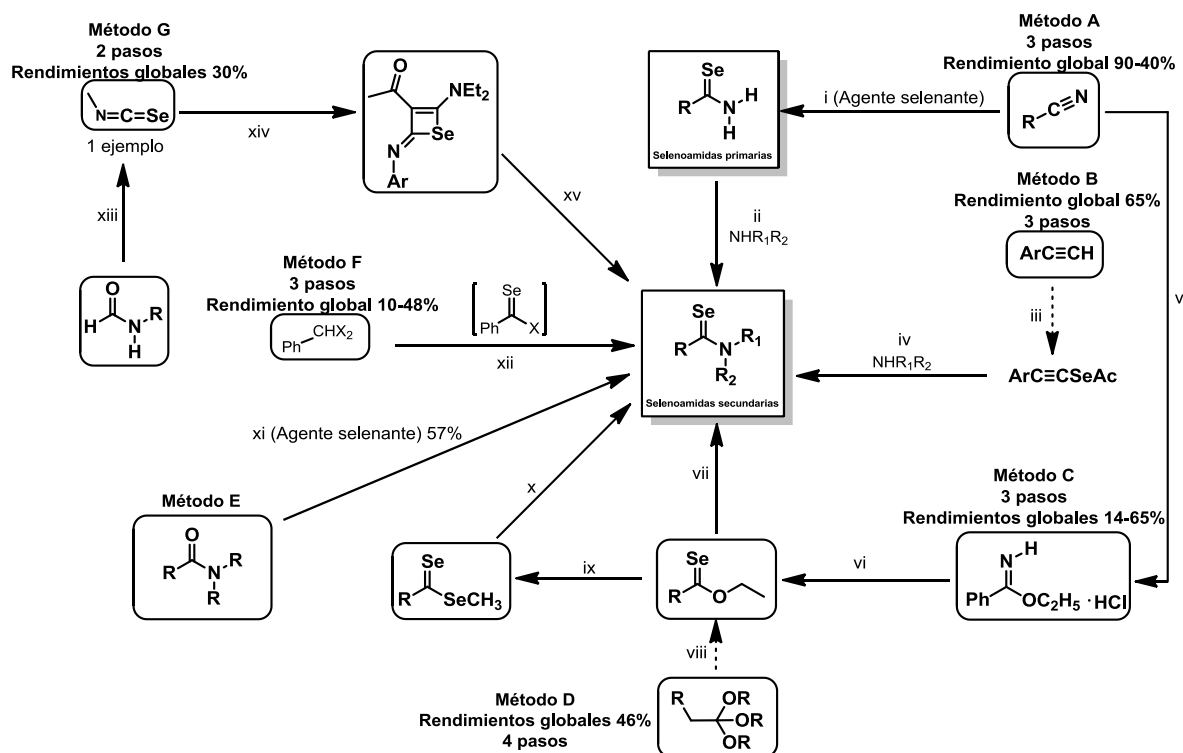 Método G
2 pasos
Rendimientos globales 30%
N=C=Se
1 ejemplo
xiv
O
NEt2
Se
N
Ar
xv
xiii
O
H
N
R
H
Método F
3 pasos
Rendimiento global 10-48%
Ph
CHX2
Se
Ph
X
xii
Se
R
N
H
H
Selenoamidas primarias
i (Agente selenante)
Método A
3 pasos
Rendimiento global 90-40%
R
C≡N
ii
NHR1R2
Método B
Rendimiento global 65%
3 pasos
ArC≡CH
iii
ArC≡CSeAc
iv
NHR1R2
v
Se
R
N
R1
R2
Selenoamidas secundarias
xi (Agente selenante) 57%
Método E
O
R
N
R
R
x
vii
Se
R
SeCH3
ix
Se
R
O
vi
Método C
3 pasos
Rendimientos globales 14-65%
N
H
Ph
OC2H5 ·HCl
viii
Método D
Rendimientos globales 46%
4 pasos
R
OR
OR
OR